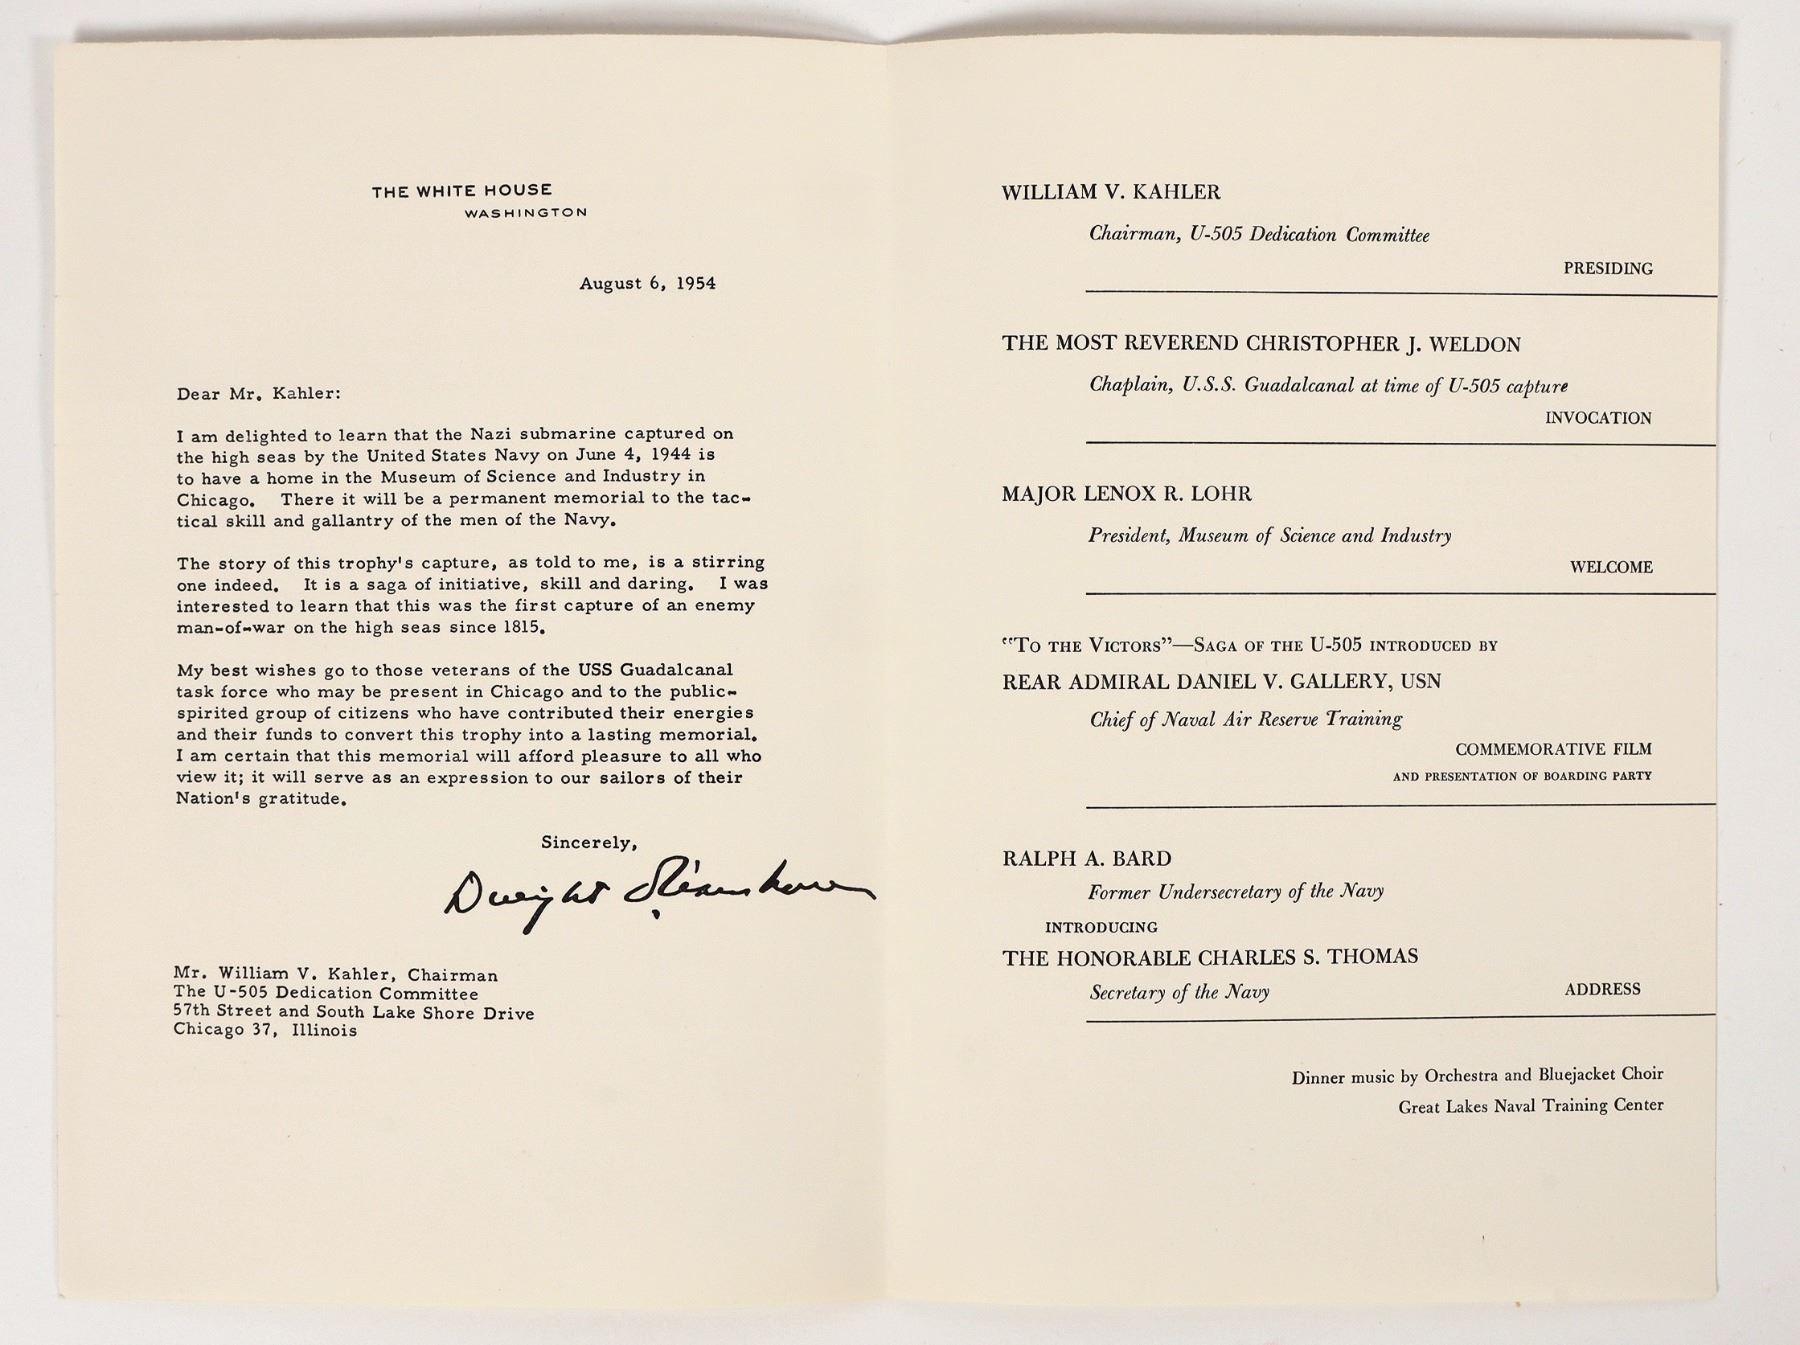 THE WHITE HOUSE
WASHINGTON
August 6, 1954
Dear Mr. Kahler:
I am delighted to learn that the Nazi submarine captured on
the high seas by the United States Navy on June 4, 1944 is
to have a home in the Museum of Science and Industry in
Chicago. There it will be a permanent memorial to the tac-
tical skill and gallantry of the men of the Navy.
The story of this trophy's capture, as told to me, is a stirring
one indeed. It is a saga of initiative, skill and daring. I was
interested to learn that this was the first capture of an enemy
man-of-war on the high seas since 1815.
My best wishes go to those veterans of the USS Guadalcanal
task force who may be present in Chicago and to the public-
spirited group of citizens who have contributed their energies
and their funds to convert this trophy into a lasting memorial.
I am certain that this memorial will afford pleasure to all who
view it; it will serve as an expression to our sailors of their
Nation's gratitude.
Sincerely,
Dwight Eisenhower
Mr. William V. Kahler, Chairman
The U-505 Dedication Committee
57th Street and South Lake Shore Drive
Chicago 37, Illinois
WILLIAM V. KAHLER
Chairman, U-505 Dedication Committee
PRESIDING
THE MOST REVEREND CHRISTOPHER J. WELDON
Chaplain, U.S.S. Guadalcanal at time of U-505 capture
INVOCATION
MAJOR LENOX R. LOHR
President, Museum of Science and Industry
WELCOME
“To the Victors”—Saga of the U-505 introduced by
REAR ADMIRAL DANIEL V. GALLERY, USN
Chief of Naval Air Reserve Training
COMMEMORATIVE FILM
AND PRESENTATION OF BOARDING PARTY
RALPH A. BARD
Former Undersecretary of the Navy
INTRODUCING
THE HONORABLE CHARLES S. THOMAS
Secretary of the Navy ADDRESS
Dinner music by Orchestra and Bluejacket Choir
Great Lakes Naval Training Center